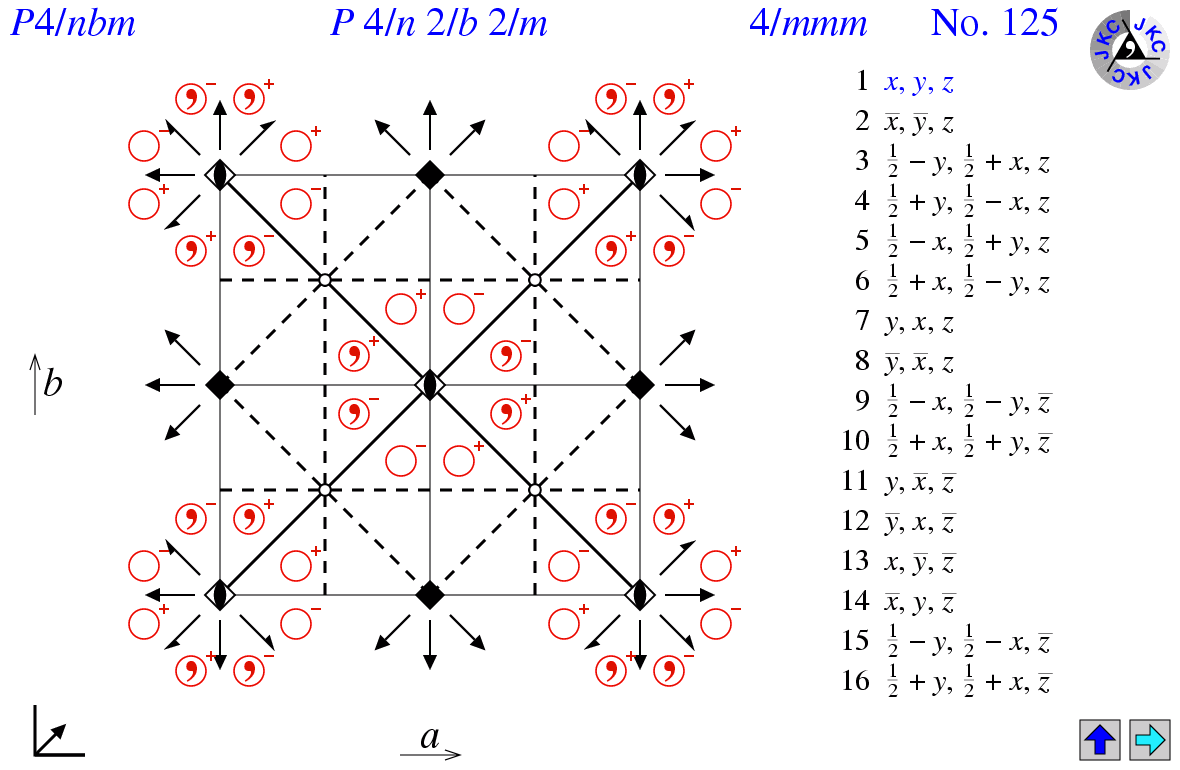 P4/nbm P 4/n 2/b 2/m 4/mmm No. 125
JKC JKC JKC
1 x, y, z
2 x̅, y̅, z
3 ½ − y, ½ + x, z
4 ½ + y, ½ − x, z
5 ½ − x, ½ + y, z
6 ½ + x, ½ − y, z
7 y, x, z
8 y̅, x̅, z
9 ½ − x, ½ − y, z̅
10 ½ + x, ½ + y, z̅
11 y, x̅, z̅
12 y̅, x, z̅
13 x, y̅, z̅
14 x̅, y, z̅
15 ½ − y, ½ − x, z̅
16 ½ + y, ½ + x, z̅
b
a